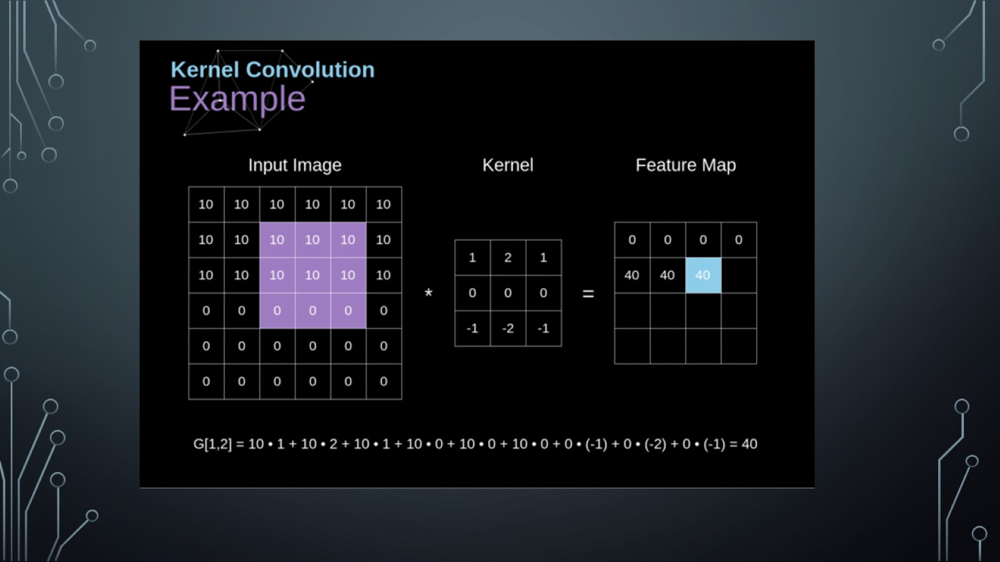 Kernel Convolution
Example
Input Image
10 10 10 10 10 10
10 10 10 10 10 10
10 10 10 10 10 10
0 0 0 0 0 0
0 0 0 0 0 0
0 0 0 0 0 0
*
Kernel
1 2 1
0 0 0
-1 -2 -1
=
Feature Map
0 0 0 0
40 40 40
G[1,2] = 10 • 1 + 10 • 2 + 10 • 1 + 10 • 0 + 10 • 0 + 10 • 0 + 0 • (-1) + 0 • (-2) + 0 • (-1) = 40